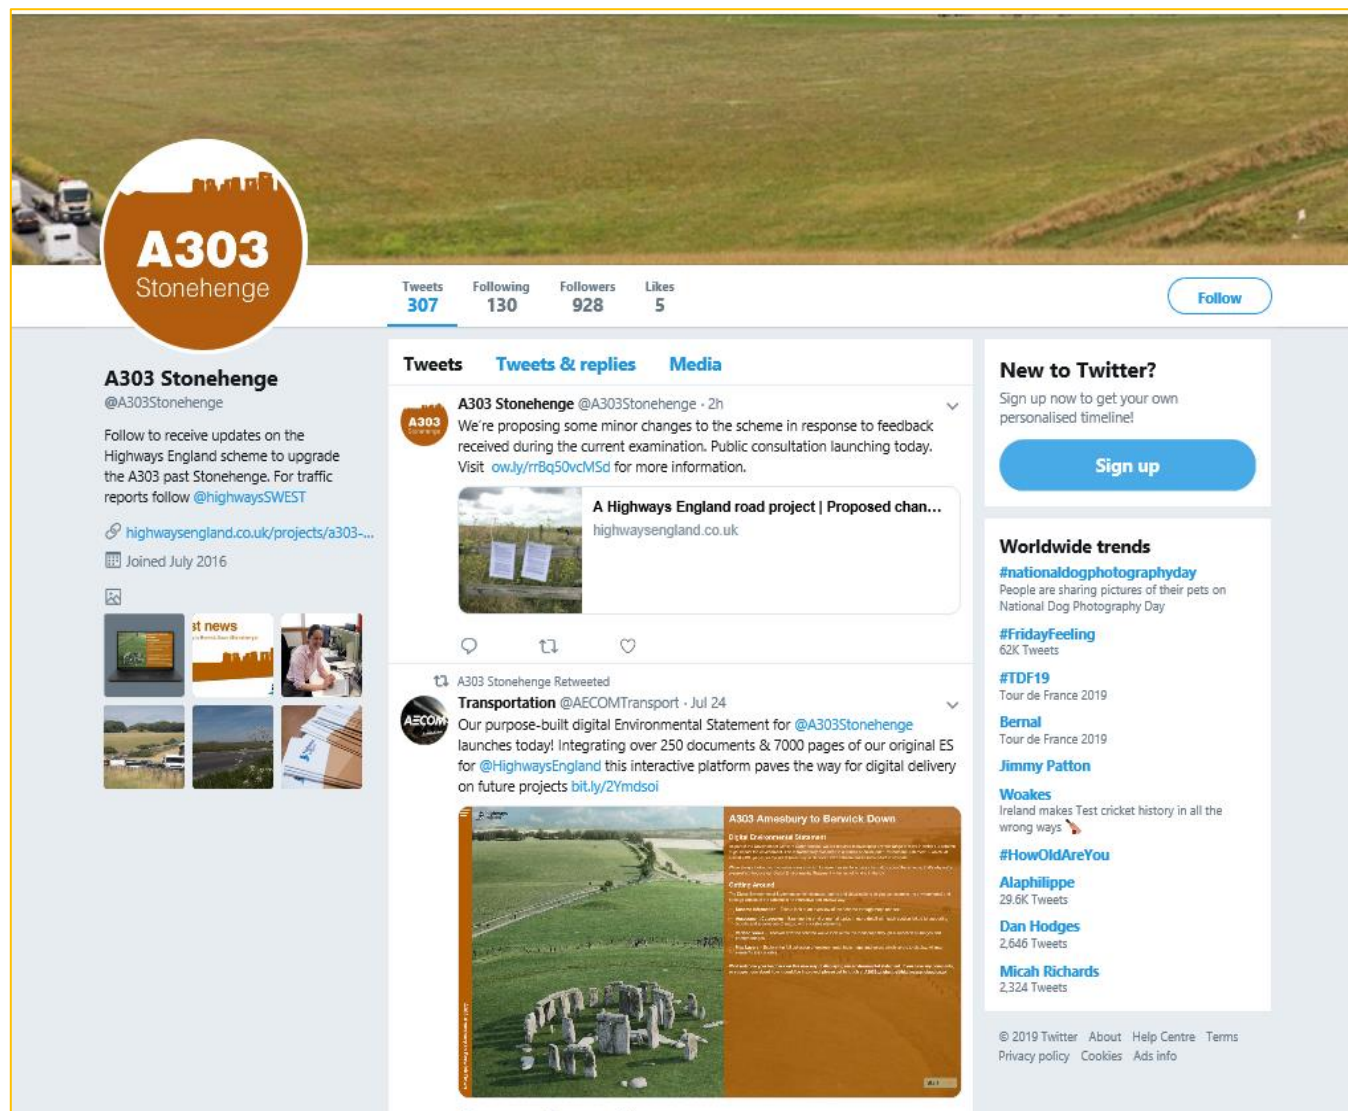 A303
Stonehenge
Tweets
307
Following
130
Followers
928
Likes
5
Follow
A303 Stonehenge
@A303Stonehenge
Follow to receive updates on the
Highways England scheme to upgrade
the A303 past Stonehenge. For traffic
reports follow @highwaysSWEST
highwaysengland.co.uk/projects/a303-...
Joined July 2016
st news
Tweets Tweets & replies Media
A303
Stonehenge
A303 Stonehenge @A303Stonehenge · 2h
We're proposing some minor changes to the scheme in response to feedback
received during the current examination. Public consultation launching today.
Visit ow.ly/rrBq50vcMSd for more information.
A Highways England road project | Proposed chan...
highwaysengland.co.uk
A303 Stonehenge Retweeted
AECOM
Transportation @AECOMTransport · Jul 24
Our purpose-built digital Environmental Statement for @A303Stonehenge
launches today! Integrating over 250 documents & 7000 pages of our original ES
for @HighwaysEngland this interactive platform paves the way for digital delivery
on future projects bit.ly/2Ymdsoi
A303 Amesbury to Berwick Down
Digital Environmental Statement
Getting Around
New to Twitter?
Sign up now to get your own
personalised timeline!
Sign up
Worldwide trends
#nationaldogphotographyday
People are sharing pictures of their pets on
National Dog Photography Day
#FridayFeeling
62K Tweets
#TDF19
Tour de France 2019
Bernal
Tour de France 2019
Jimmy Patton
Woakes
Ireland makes Test cricket history in all the
wrong ways
#HowOldAreYou
Alaphilippe
29.6K Tweets
Dan Hodges
2,646 Tweets
Micah Richards
2,324 Tweets
© 2019 Twitter About Help Centre Terms
Privacy policy Cookies Ads info